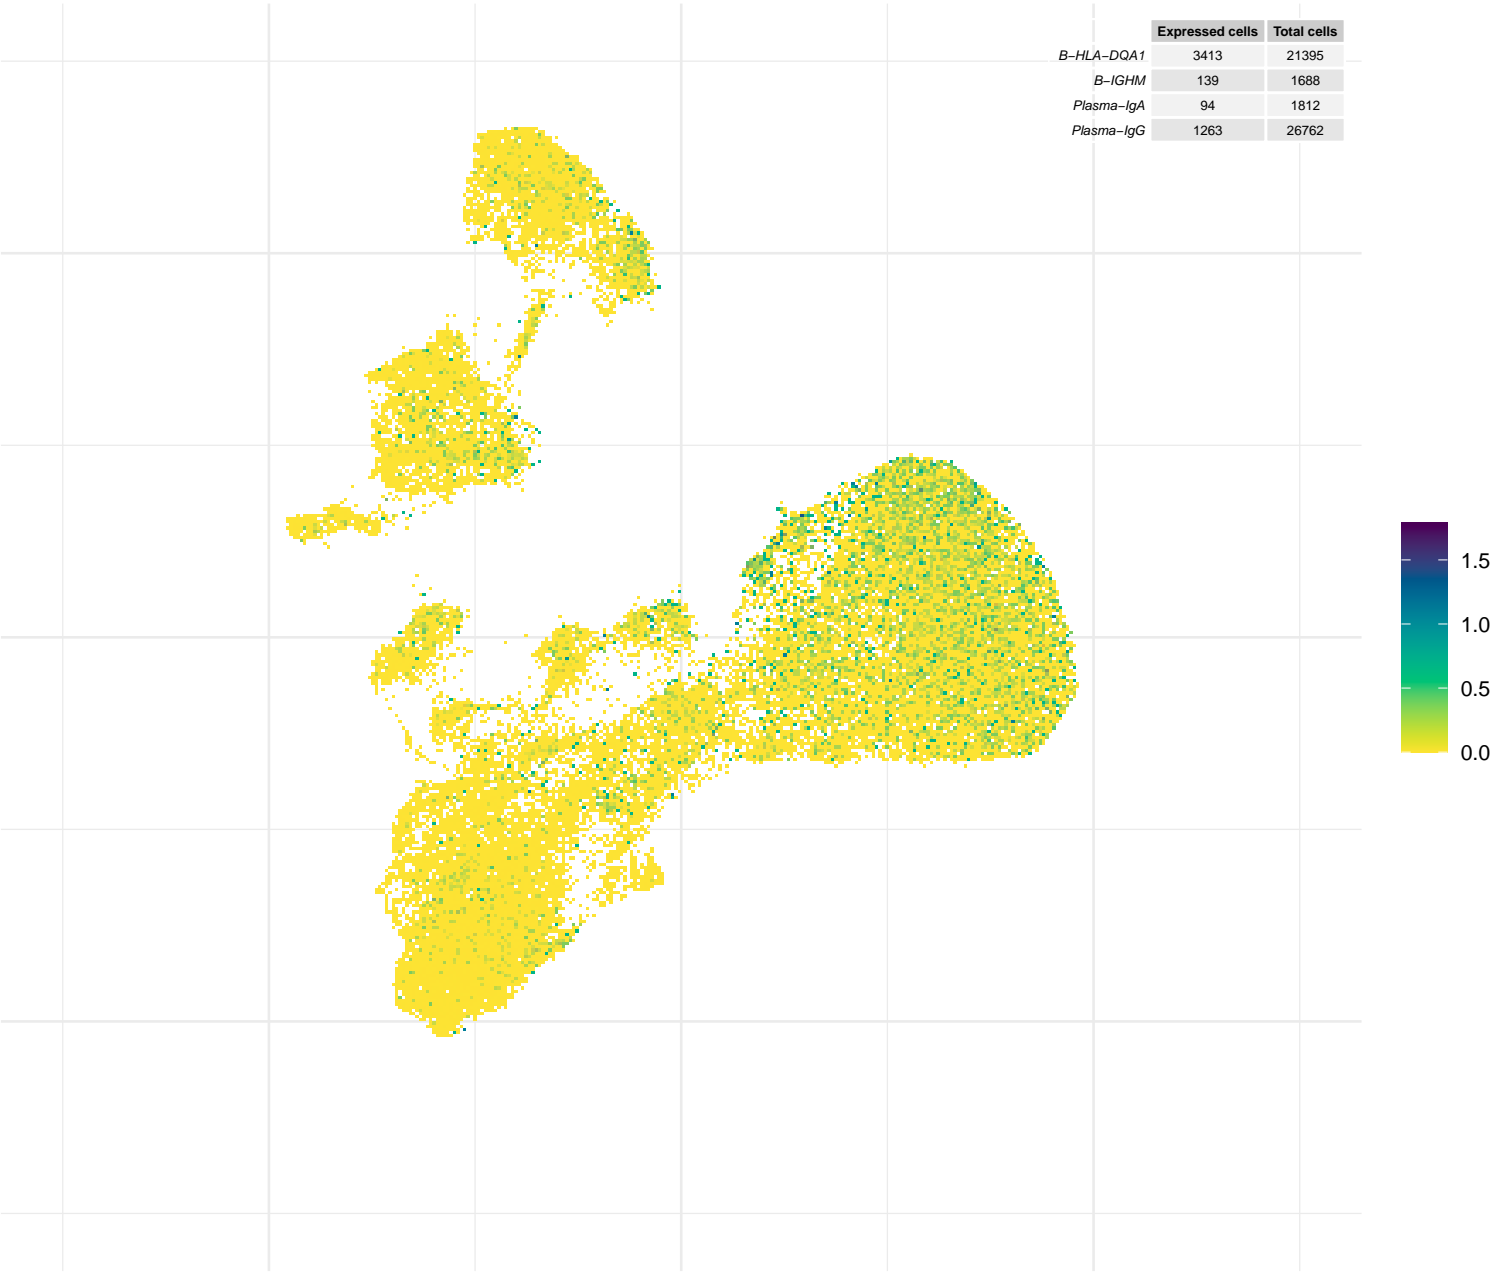 Expressed cells Total cells
B−HLA−DQA1 3413 21395
B−IGHM 139 1688
Plasma−IgA 94 1812
Plasma−IgG 1263 26762
1.5
1.0
0.5
0.0